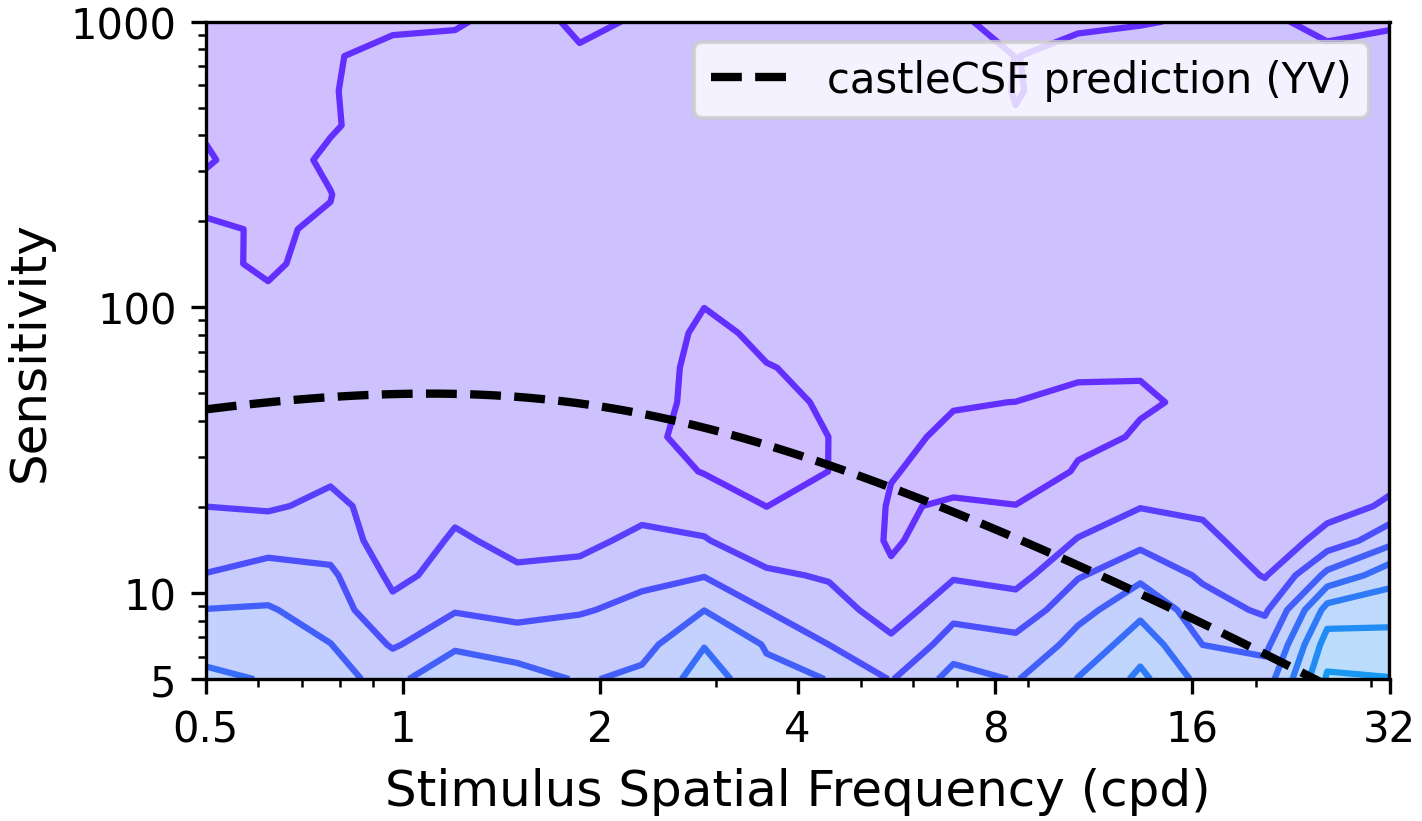 1000
100
10
5
Sensitivity
castleCSF prediction (YV)
0.5 1 2 4 8 16 32
Stimulus Spatial Frequency (cpd)